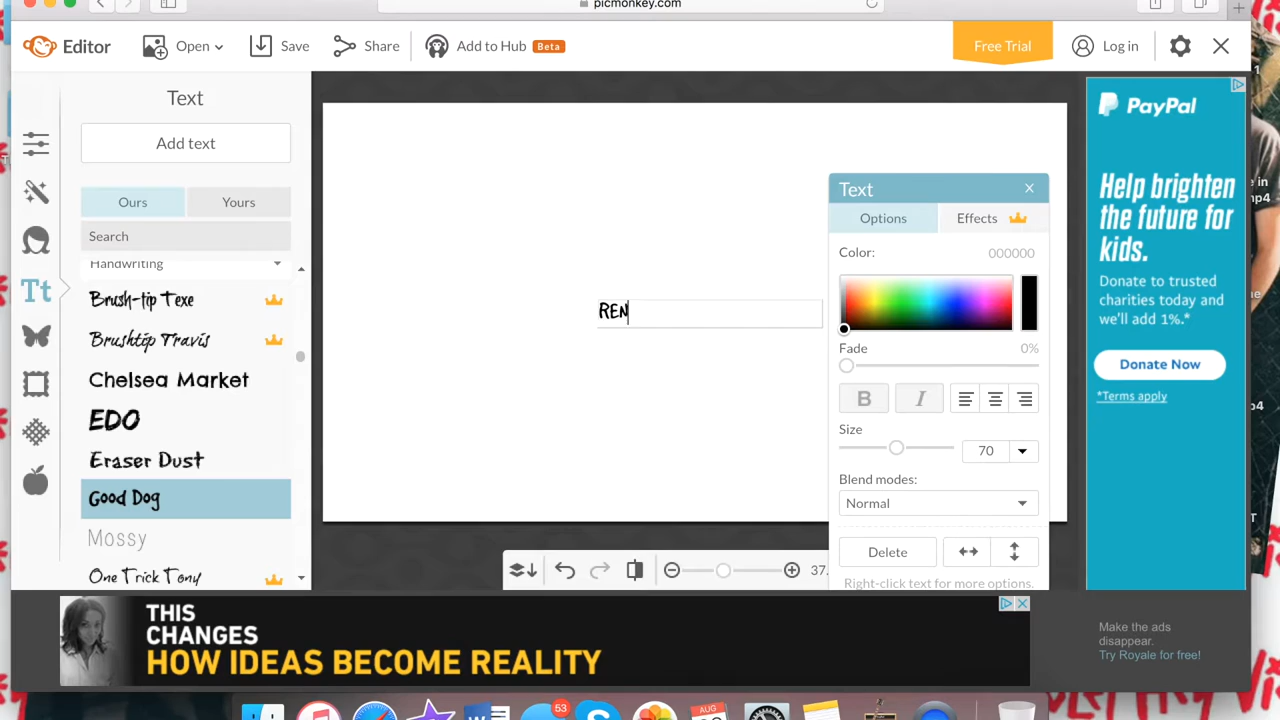 picmonkey.com
Editor
Open
Save
Share
Add to Hub Beta
Free Trial
Log in
Text
Add text
Ours
Yours
Search
Handwriting
Brush-tip Texe
Brushtip Travis
Chelsea Market
EDO
Eraser Dust
Good Dog
Mossy
One Trick Tony
REN
Text
Options
Effects
Color:
000000
Fade
0%
B
I
Size
70
Blend modes:
Normal
Delete
Right-click text for more options.
37.
PayPal
Help brighten
the future for
kids.
Donate to trusted
charities today and
we'll add 1%.*
Donate Now
*Terms apply
THIS
CHANGES
HOW IDEAS BECOME REALITY
Make the ads
disappear.
Try Royale for free!
53
AUG